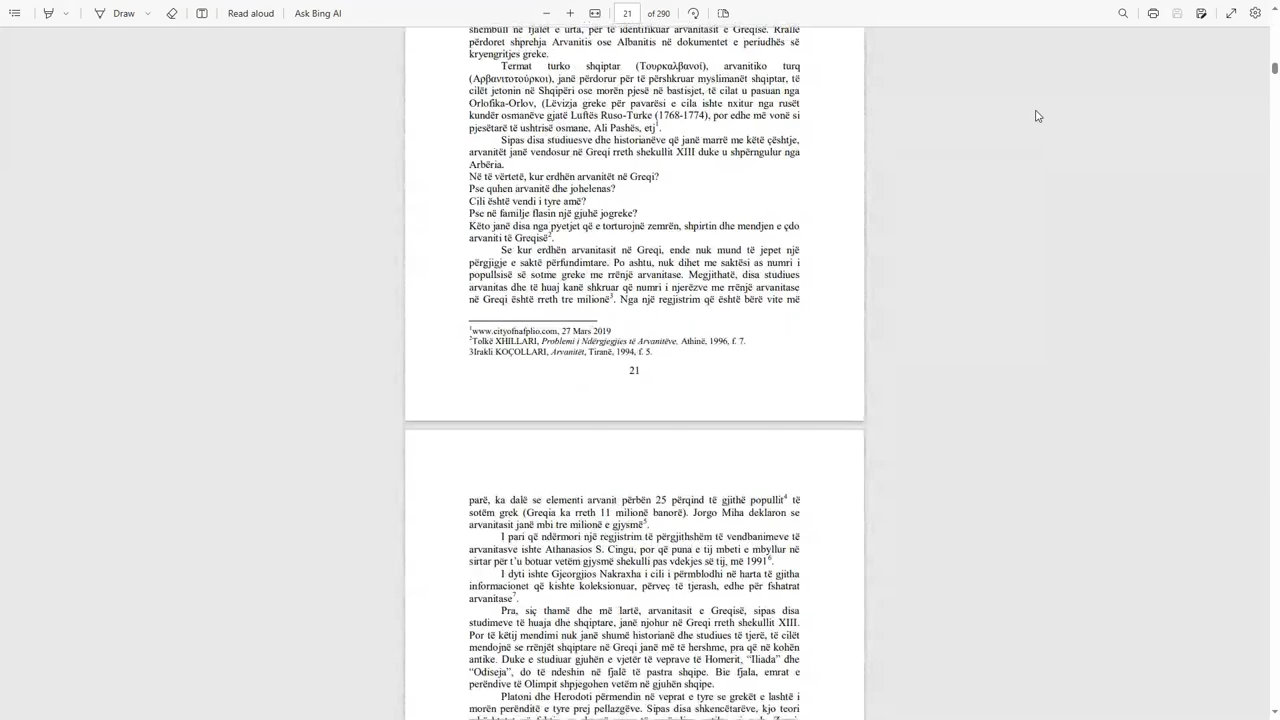 Draw
Read aloud
Ask Bing AI
21
of 290
shembull në fjalët e urta, për të identifikuar arvanitasit e Greqisë. Rrallë
përdoret shprehja Arvanitis ose Albanitis në dokumentet e periudhës së
kryengritjes greke.
Termat turko shqiptar (Τουρκαλβανοί), arvanitiko turq
(Αρβανιτοτούρκοι), janë përdorur për të përshkruar myslimanët shqiptar, të
cilët jetonin në Shqipëri ose morën pjesë në bastisjet, të cilat u pasuan nga
Orlofika-Orlov, (Lëvizja greke për pavarësi e cila ishte nxitur nga rusët
kundër osmanëve gjatë Luftës Ruso-Turke (1768-1774), por edhe më vonë si
pjesëtarë të ushtrisë osmane, Ali Pashës, etj1.
Sipas disa studiuesve dhe historianëve që janë marrë me këtë çështje,
arvanitët janë vendosur në Greqi rreth shekullit XIII duke u shpërngulur nga
Arbëria.
Në të vërtetë, kur erdhën arvanitët në Greqi?
Pse quhen arvanitë dhe johelenas?
Cili është vendi i tyre amë?
Pse në familje flasin një gjuhë jogreke?
Këto janë disa nga pyetjet që e torturojnë zemrën, shpirtin dhe mendjen e çdo
arvaniti të Greqisë2.
Se kur erdhën arvanitasit në Greqi, ende nuk mund të jepet një
përgjigje e saktë përfundimtare. Po ashtu, nuk dihet me saktësi as numri i
popullsisë së sotme greke me rrënjë arvanitase. Megjithatë, disa studiues
arvanitas dhe të huaj kanë shkruar që numri i njerëzve me rrënjë arvanitase
në Greqi është rreth tre milionë3. Nga një regjistrim që është bërë vite më
1www.cityofnafplio.com, 27 Mars 2019
2Tolkë XHILLARI, Problemi i Ndërgjegjies të Arvanitëve, Athinë, 1996, f. 7.
3Irakli KOÇOLLARI, Arvanitët, Tiranë, 1994, f. 5.
21
parë, ka dalë se elementi arvanit përbën 25 përqind të gjithë popullit4 të
sotëm grek (Greqia ka rreth 11 milionë banorë). Jorgo Miha deklaron se
arvanitasit janë mbi tre milionë e gjysmë5.
I pari që ndërmori një regjistrim të përgjithshëm të vendbanimeve të
arvanitasve ishte Athanasios S. Cingu, por që puna e tij mbeti e mbyllur në
sirtar për t'u botuar vetëm gjysmë shekulli pas vdekjes së tij, më 19916.
I dyti ishte Gjeorgjios Nakraxha i cili i përmblodhi në harta të gjitha
informacionet që kishte koleksionuar, përveç të tjerash, edhe për fshatrat
arvanitase7.
Pra, siç thamë dhe më lartë, arvanitasit e Greqisë, sipas disa
studimeve të huaja dhe shqiptare, janë njohur në Greqi rreth shekullit XIII.
Por të këtij mendimi nuk janë shumë historianë dhe studiues të tjerë, të cilët
mendojnë se rrënjët shqiptare në Greqi janë më të hershme, pra që në kohën
antike. Duke e studiuar gjuhën e vjetër të veprave të Homerit, “Iliada” dhe
“Odiseja”, do të ndeshin në fjalë të pastra shqipe. Bie fjala, emrat e
perëndive të Olimpit shpjegohen vetëm në gjuhën shqipe.
Platoni dhe Herodoti përmendin në veprat e tyre se grekët e lashtë i
morën perënditë e tyre prej pellazgëve. Sipas disa shkencëtarëve, kjo teori